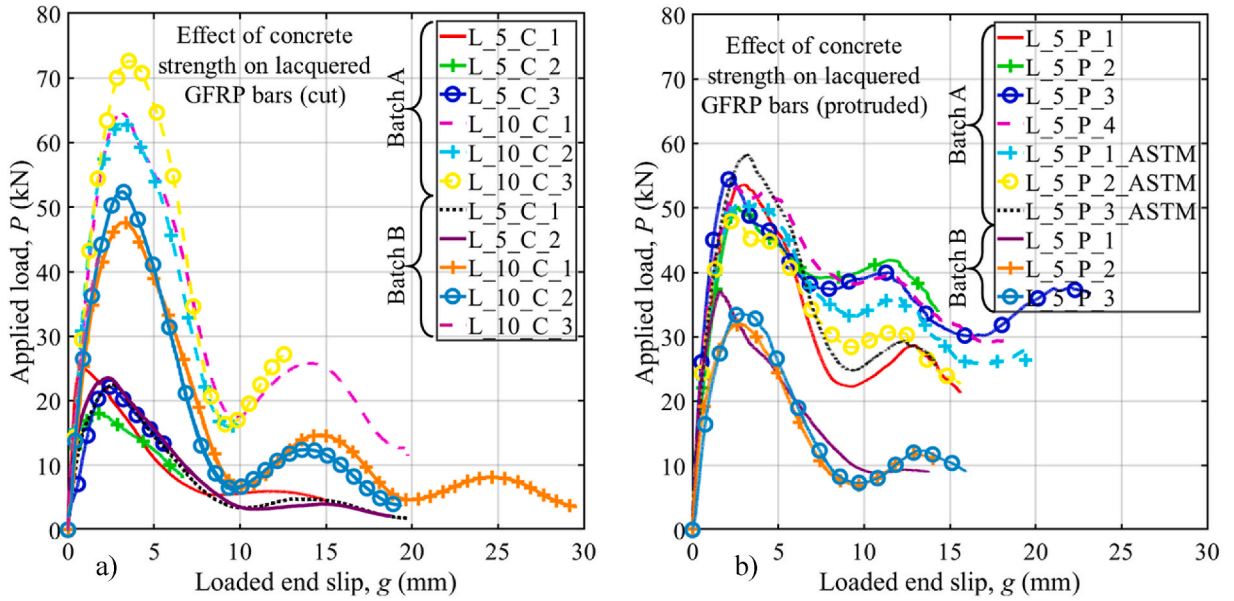 80
70
60
50
40
30
20
10
0
Applied load, P (kN)
0
5
10
15
20
25
30
Loaded end slip, g (mm)
a)
Effect of concrete
strength on lacquered
GFRP bars (cut)
Batch A
Batch B
L_5_C_1
L_5_C_2
L_5_C_3
L_10_C_1
L_10_C_2
L_10_C_3
L_5_C_1
L_5_C_2
L_10_C_1
L_10_C_2
L_10_C_3
80
70
60
50
40
30
20
10
0
Applied load, P (kN)
0
5
10
15
20
25
30
Loaded end slip, g (mm)
b)
Effect of concrete
strength on lacquered
GFRP bars (protruded)
Batch A
Batch B
L_5_P_1
L_5_P_2
L_5_P_3
L_5_P_4
L_5_P_1_ASTM
L_5_P_2_ASTM
L_5_P_3_ASTM
L_5_P_1
L_5_P_2
L_5_P_3